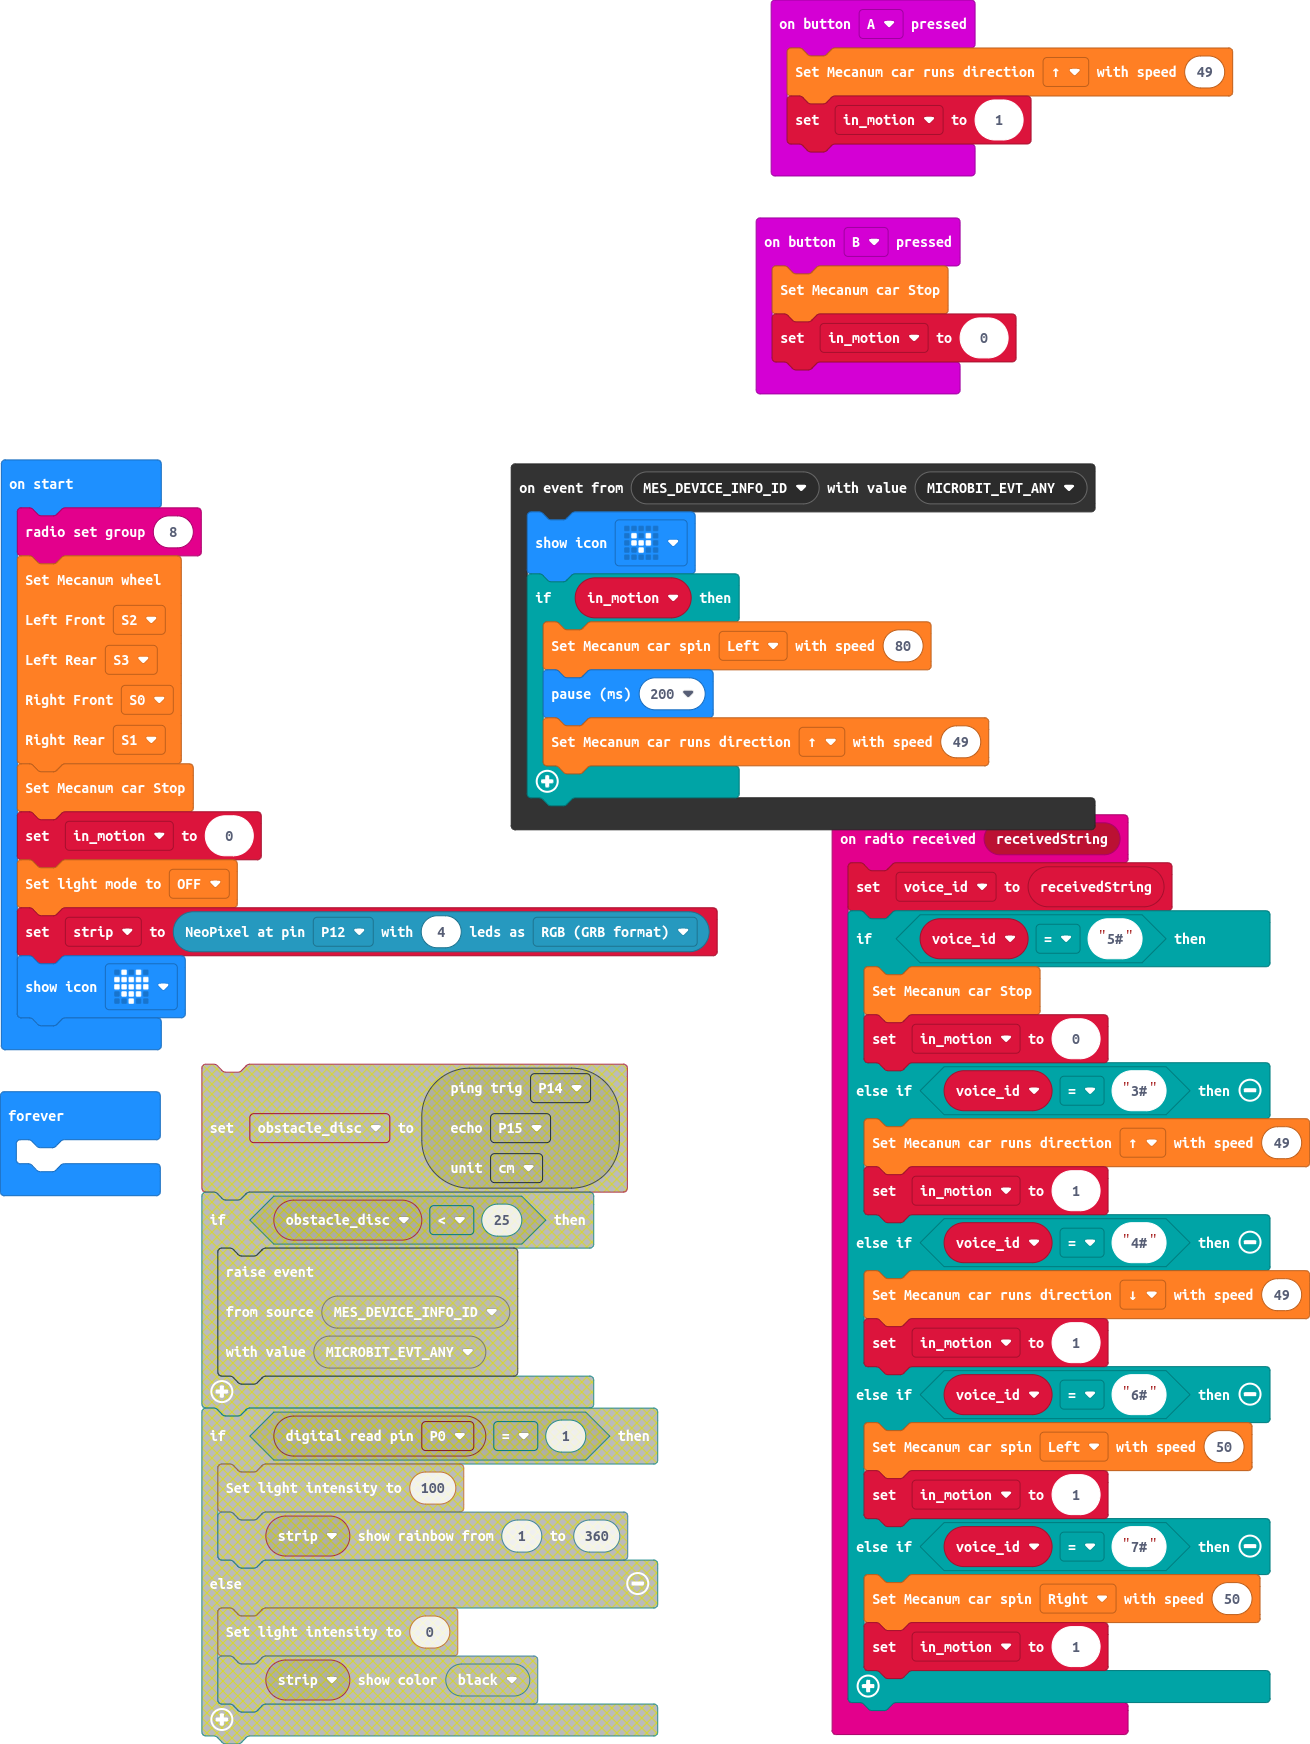 on button A pressed
Set Mecanum car runs direction ↑ with speed 49
set in_motion to 1
on button B pressed
Set Mecanum car Stop
set in_motion to 0
on start
radio set group 8
Set Mecanum wheel
Left Front S2
Left Rear S3
Right Front S0
Right Rear S1
Set Mecanum car Stop
set in_motion to 0
Set light mode to OFF
set strip to NeoPixel at pin P12 with 4 leds as RGB (GRB format)
show icon
forever
on event from MES_DEVICE_INFO_ID with value MICROBIT_EVT_ANY
show icon
if in_motion then
Set Mecanum car spin Left with speed 80
pause (ms) 200
Set Mecanum car runs direction ↑ with speed 49
set obstacle_disc to ping trig P14
echo P15
unit cm
if obstacle_disc < 25 then
raise event
from source MES_DEVICE_INFO_ID
with value MICROBIT_EVT_ANY
if digital read pin P0 = 1 then
Set light intensity to 100
strip show rainbow from 1 to 360
else
Set light intensity to 0
strip show color black
on radio received receivedString
set voice_id to receivedString
if voice_id = "5#" then
Set Mecanum car Stop
set in_motion to 0
else if voice_id = "3#" then
Set Mecanum car runs direction ↑ with speed 49
set in_motion to 1
else if voice_id = "4#" then
Set Mecanum car runs direction ↓ with speed 49
set in_motion to 1
else if voice_id = "6#" then
Set Mecanum car spin Left with speed 50
set in_motion to 1
else if voice_id = "7#" then
Set Mecanum car spin Right with speed 50
set in_motion to 1